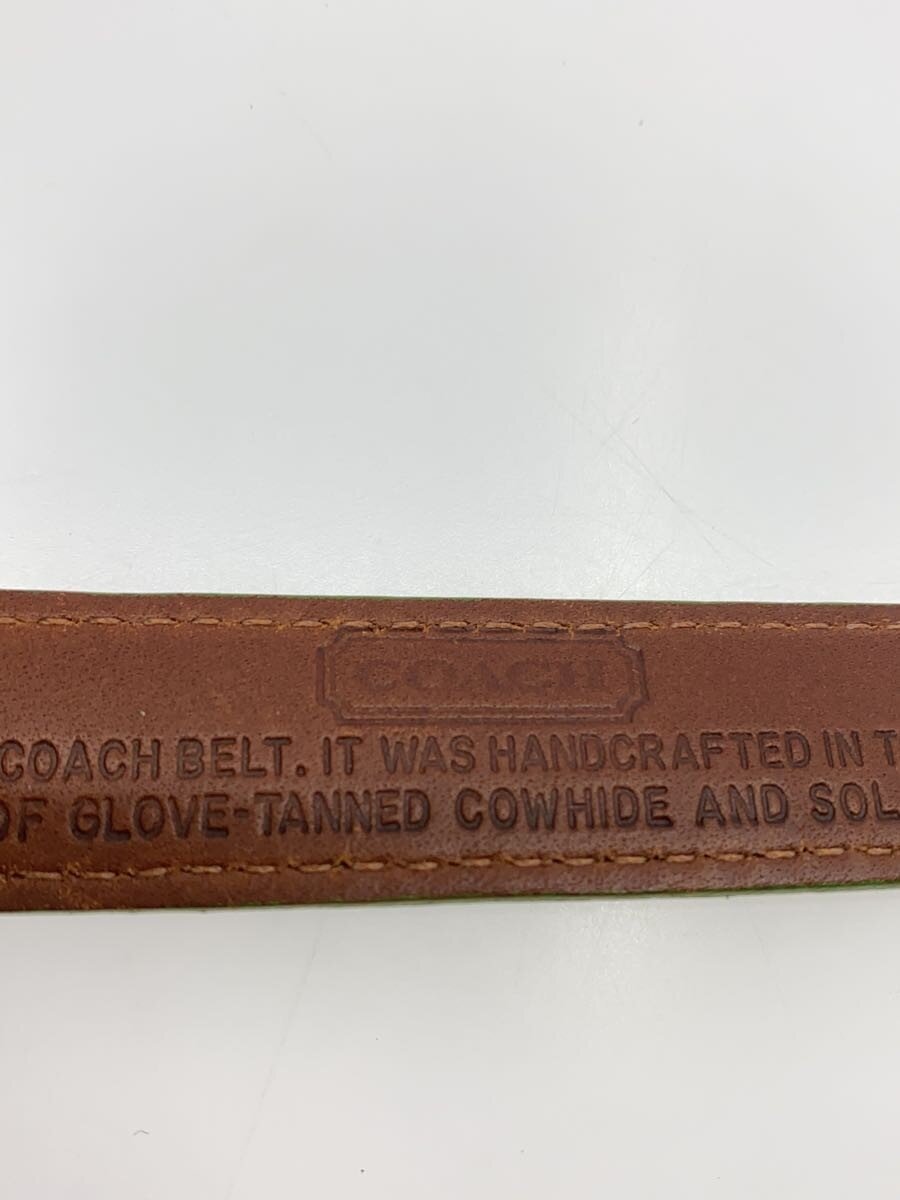 COACH
COACH BELT. IT WAS HANDCRAFTED IN T
OF GLOVE-TANNED COWHIDE AND SOL